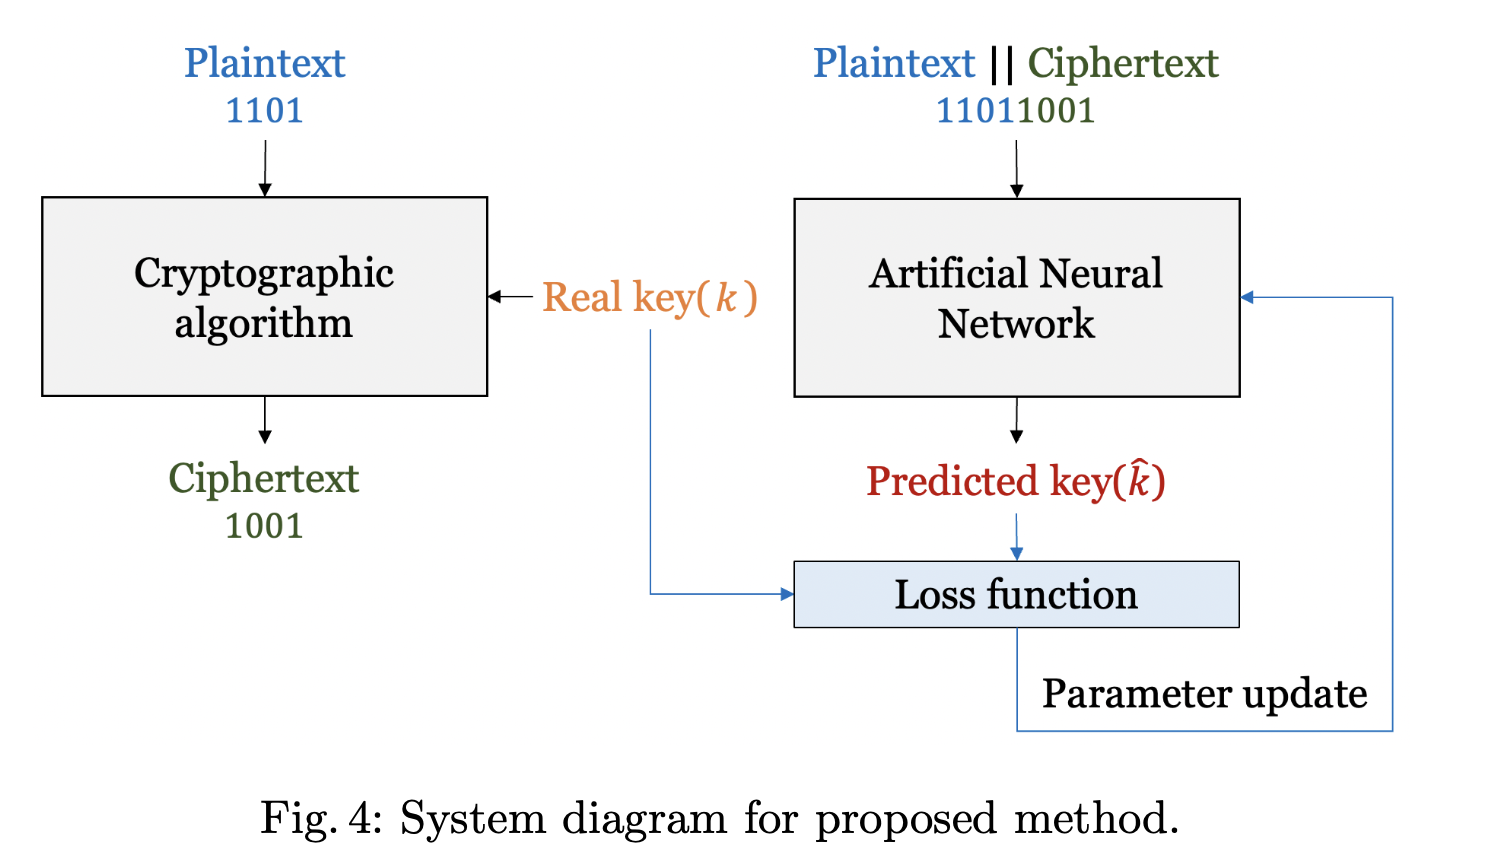 Plaintext
1101
Cryptographic
algorithm
Ciphertext
1001
Real key(k)
Plaintext || Ciphertext
11011001
Artificial Neural
Network
Predicted key(k̂)
Loss function
Parameter update
Fig. 4: System diagram for proposed method.